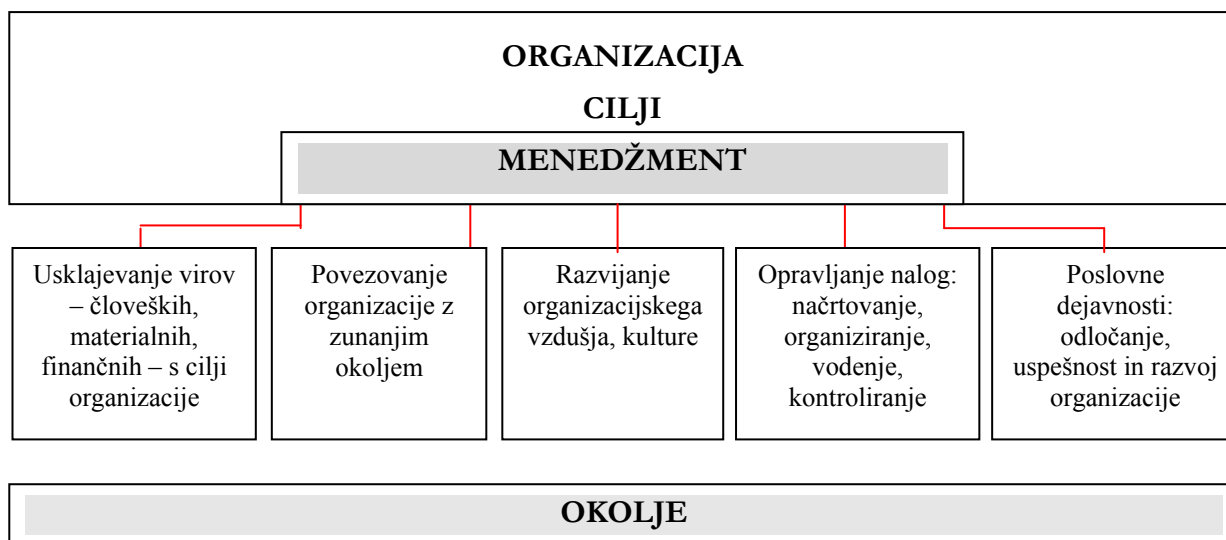 ORGANIZACIJA
CILJI
MENEDŽMENT
Usklajevanje virov
– človeških,
materialnih,
finančnih – s cilji
organizacije
Povezovanje
organizacije z
zunanjim
okoljem
Razvijanje
organizacijskega
vzdušja, kulture
Opravljanje nalog:
načrtovanje,
organiziranje,
vodenje,
kontroliranje
Poslovne
dejavnosti:
odločanje,
uspešnost in razvoj
organizacije
OKOLJE